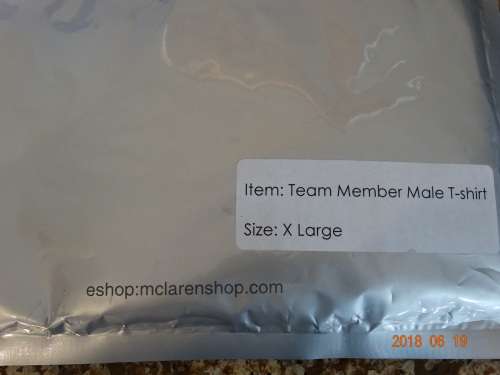 Item: Team Member Male T-shirt
Size: X Large
eshop:mclarenshop.com
2018 06 19